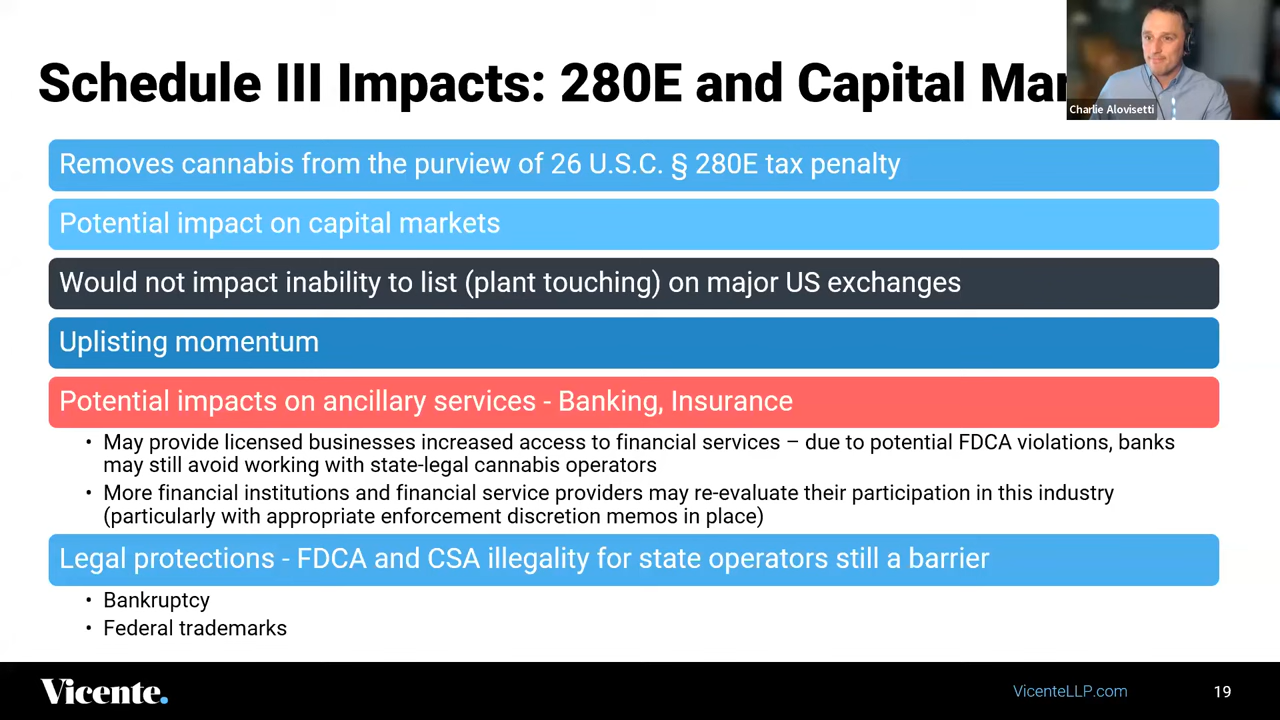 Schedule III Impacts: 280E and Capital Mar
Charlie Alovisetti
Removes cannabis from the purview of 26 U.S.C. § 280E tax penalty
Potential impact on capital markets
Would not impact inability to list (plant touching) on major US exchanges
Uplisting momentum
Potential impacts on ancillary services - Banking, Insurance
• May provide licensed businesses increased access to financial services – due to potential FDCA violations, banks
may still avoid working with state-legal cannabis operators
• More financial institutions and financial service providers may re-evaluate their participation in this industry
(particularly with appropriate enforcement discretion memos in place)
Legal protections - FDCA and CSA illegality for state operators still a barrier
• Bankruptcy
• Federal trademarks
Vicente.
VicenteLLP.com
19